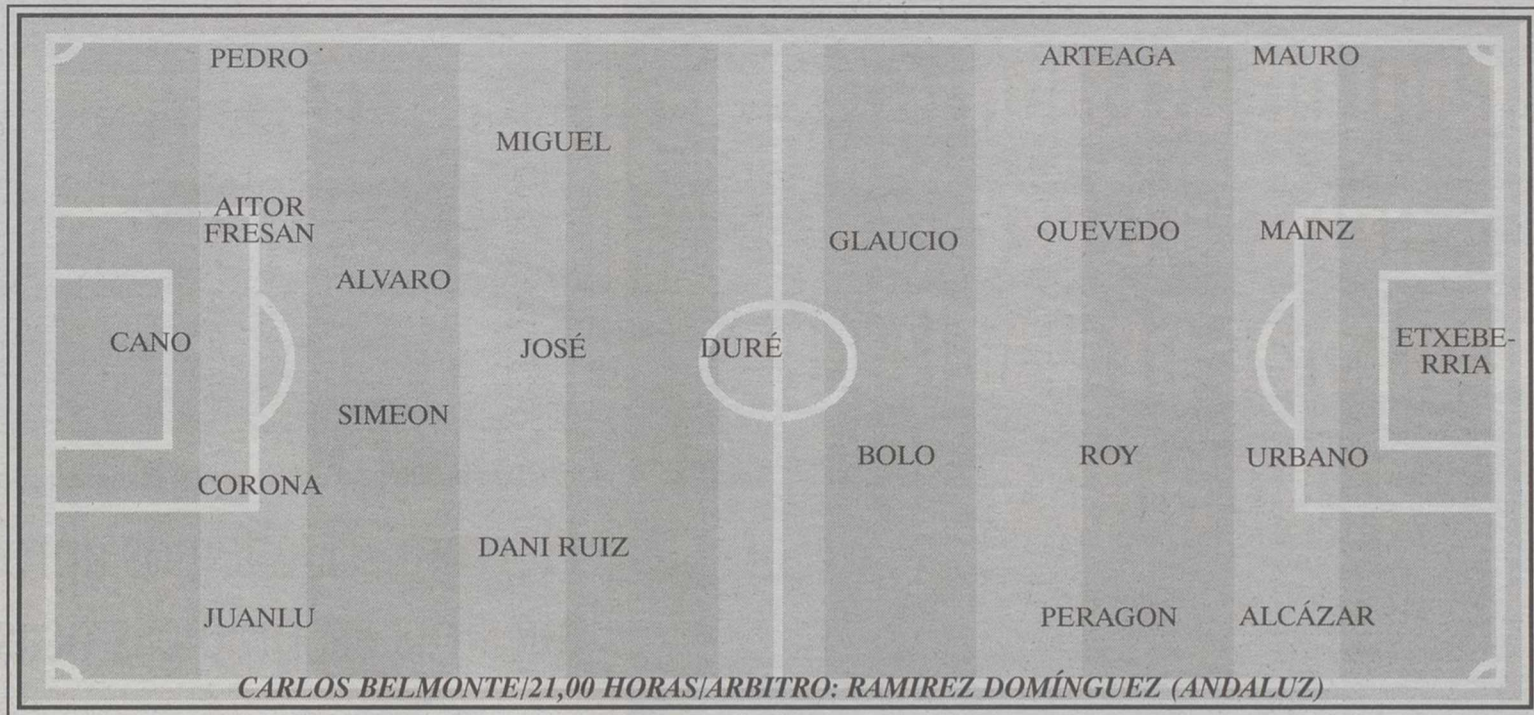 PEDRO
ARTEAGA
MAURO
MIGUEL
AITOR
FRESAN
GLAUCIO
QUEVEDO
MAINZ
ALVARO
CANO
JOSÉ
DURÉ
ETXEBE-
RRIA
SIMEON
BOLO
ROY
URBANO
CORONA
DANI RUIZ
JUANLU
PERAGON
ALCÁZAR
CARLOS BELMONTE/21,00 HORAS/ARBITRO: RAMIREZ DOMÍNGUEZ (ANDALUZ)